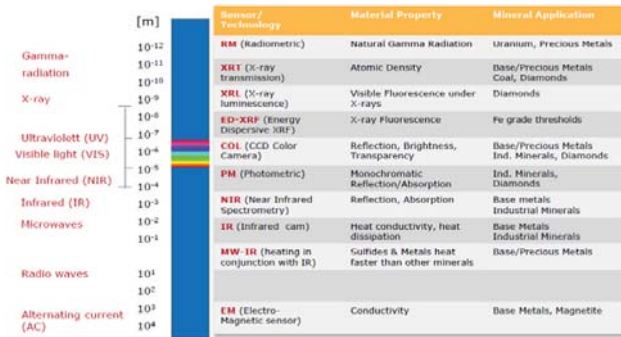 [m]
Gamma-
radiation
X-ray
Ultraviolett (UV)
Visible light (VIS)
Near Infrared (NIR)
Infrared (IR)
Microwaves
Radio waves
Alternating current
(AC)
10-12
10-11
10-10
10-9
10-8
10-7
10-6
10-5
10-4
10-3
10-2
10-1
101
102
103
104
Sensor/ Material Property Mineral Application
Technology
RM (Radiometric) Natural Gamma Radiation Uranium, Precious Metals
XRT (X-ray Atomic Density Base/Precious Metals
transmission) Coal, Diamonds
XRL (X-ray Visible Fluorescence under Diamonds
luminescence) X-rays
ED-XRF (Energy X-ray Fluorescence Fe grade thresholds
Dispersive XRF)
COL (CCD Color Reflection, Brightness, Base/Precious Metals
Camera) Transparency Ind. Minerals, Diamonds
PM (Photometric) Monochromatic Ind. Minerals,
Reflection/Absorption Diamonds
NIR (Near Infrared Reflection, Absorption Base metals
Spectrometry) Industrial Minerals
IR (Infrared cam) Heat conductivity, heat Base Metals
dissipation Industrial Minerals
MW-IR (heating in Sulfides & Metals heat Base/Precious Metals
conjunction with IR) faster than other minerals
EM (Electro- Conductivity Base Metals, Magnetite
Magnetic sensor)